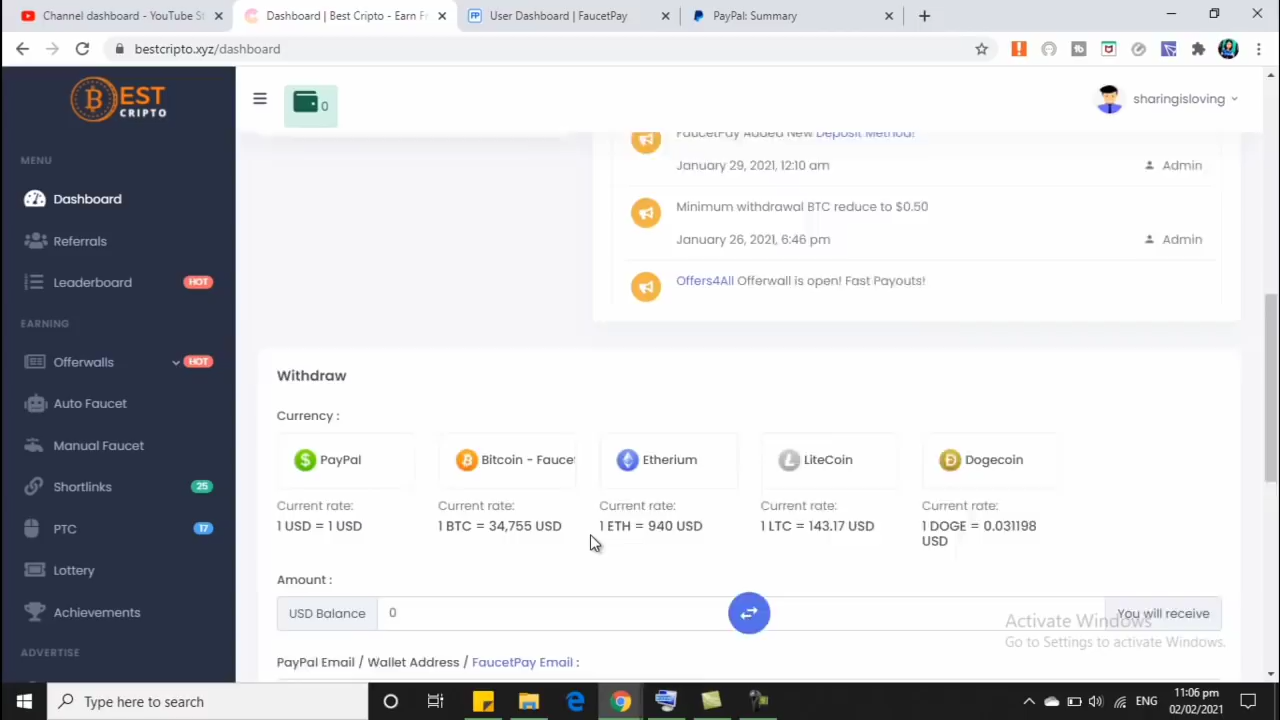 Channel dashboard - YouTube St
Dashboard | Best Cripto - Earn Fr
User Dashboard | FaucetPay
PayPal: Summary
bestcripto.xyz/dashboard
BEST
CRIPTO
0
sharingisloving
MENU
Dashboard
Referrals
Leaderboard HOT
EARNING
Offerwalls HOT
Auto Faucet
Manual Faucet
Shortlinks 25
PTC 17
Lottery
Achievements
ADVERTISE
FaucetPay Added New Deposit Method!
January 29, 2021, 12:10 am Admin
Minimum withdrawal BTC reduce to $0.50
January 26, 2021, 6:46 pm Admin
Offers4All Offerwall is open! Fast Payouts!
Withdraw
Currency :
PayPal
Current rate:
1 USD = 1 USD
Bitcoin - Faucet
Current rate:
1 BTC = 34,755 USD
Etherium
Current rate:
1 ETH = 940 USD
LiteCoin
Current rate:
1 LTC = 143.17 USD
Dogecoin
Current rate:
1 DOGE = 0.031198
USD
Amount :
USD Balance 0 You will receive
PayPal Email / Wallet Address / FaucetPay Email :
Activate Windows
Go to Settings to activate Windows.
Type here to search
ENG
11:06 pm
02/02/2021